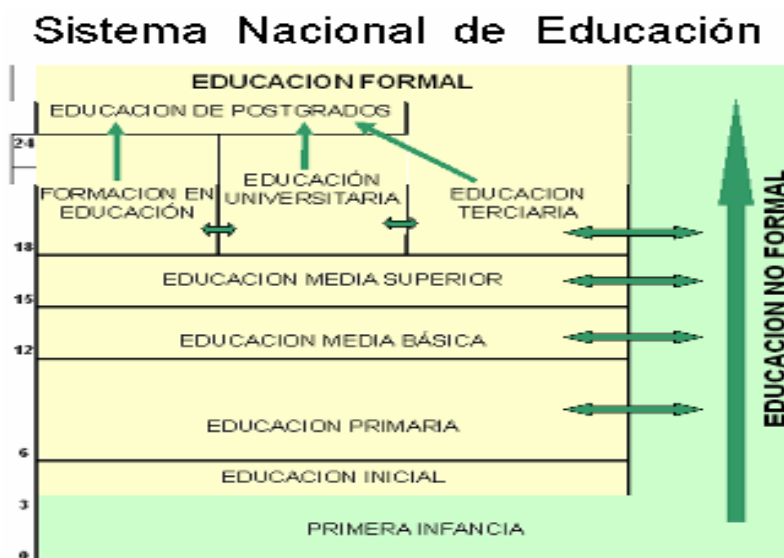 Sistema Nacional de Educación
EDUCACION FORMAL
EDUCACION DE POSTGRADOS
24
FORMACION EN
EDUCACIÓN
EDUCACIÓN
UNIVERSITARIA
EDUCACION
TERCIARIA
18
EDUCACION MEDIA SUPERIOR
15
EDUCACION MEDIA BÁSICA
12
EDUCACION PRIMARIA
6
EDUCACION INICIAL
3
PRIMERA INFANCIA
0
EDUCACIÓN NO FORMAL